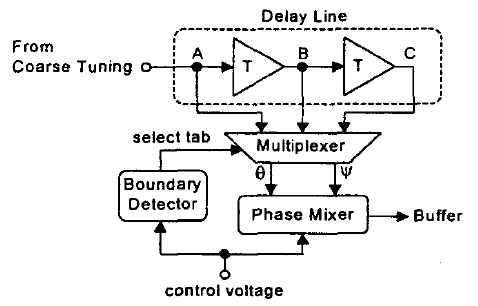 Delay Line
From
Coarse Tuning
A
B
C
T
T
select tab
Multiplexer
θ
ψ
Boundary
Detector
Phase Mixer
Buffer
control voltage